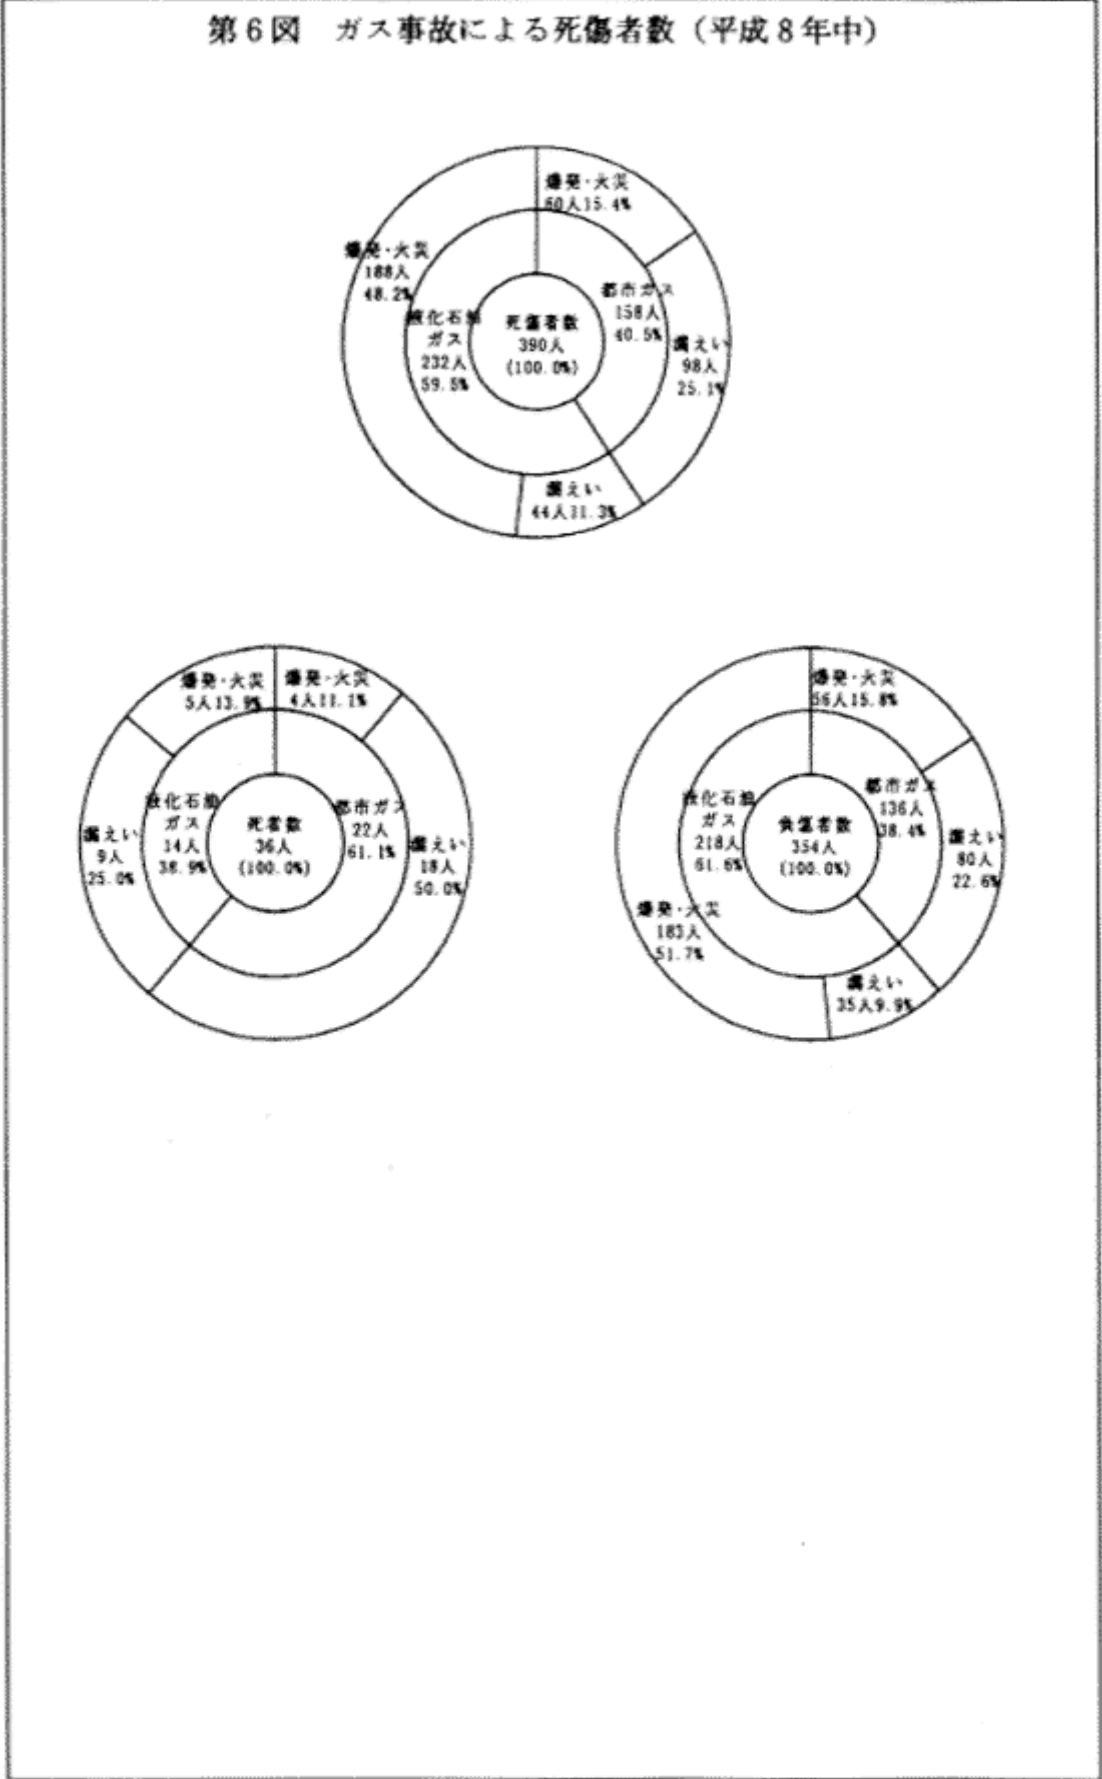 第6図　ガス事故による死傷者数（平成8年中）
爆発・火災
60人15.4%
爆発・火災
188人
48.2%
都市ガス
158人
40.5%
液化石油
ガス
232人
59.5%
死傷者数
390人
(100.0%)
漏えい
98人
25.1%
漏えい
44人11.3%
爆発・火災
5人13.9%
爆発・火災
4人11.1%
液化石油
ガス
14人
38.9%
死者数
36人
(100.0%)
都市ガス
22人
61.1%
漏えい
9人
25.0%
漏えい
18人
50.0%
爆発・火災
56人15.8%
都市ガス
136人
38.4%
液化石油
ガス
218人
61.6%
負傷者数
354人
(100.0%)
漏えい
80人
22.6%
爆発・火災
183人
51.7%
漏えい
35人9.9%